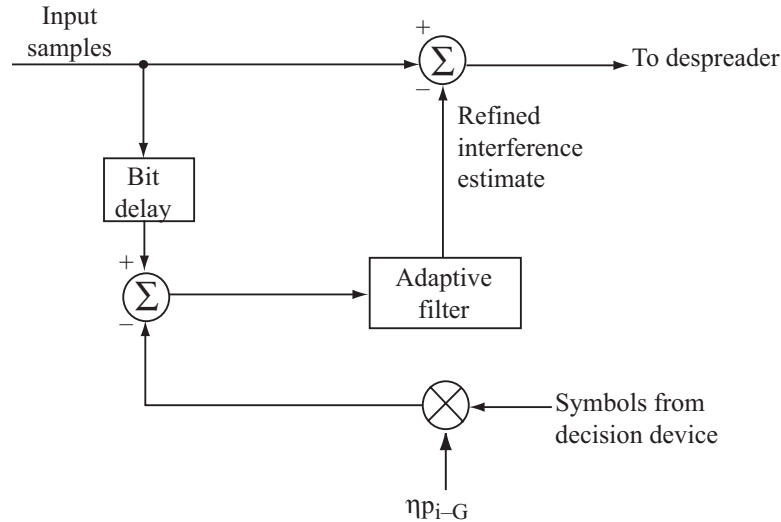 Input
samples
+
Σ
−
To despreader
Refined
interference
estimate
Bit
delay
+
Σ
−
Adaptive
filter
Symbols from
decision device
ηp_{i–G}